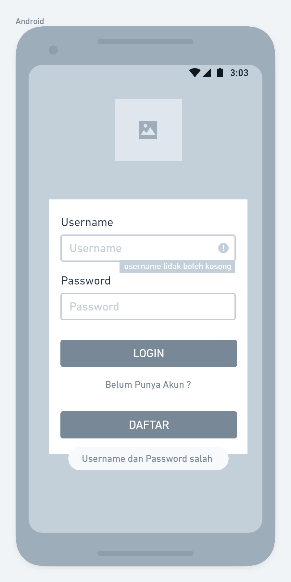 Android
3:03
Username
Username
username tidak boleh kosong
Password
Password
LOGIN
Belum Punya Akun ?
DAFTAR
Username dan Password salah